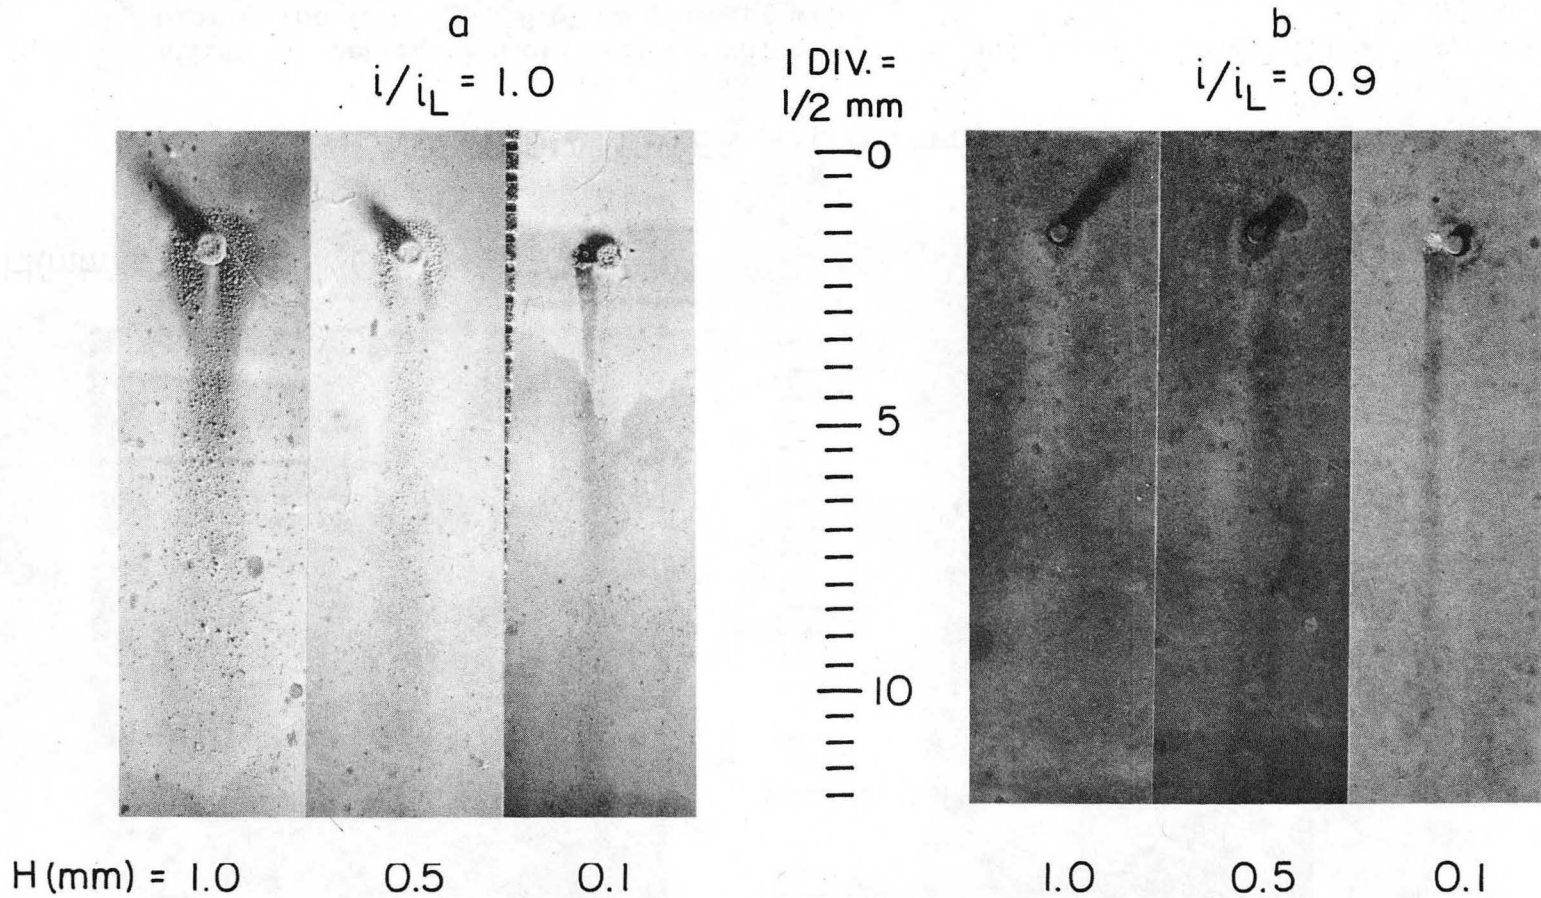 a
i/iL = 1.0
1 DIV. =
1/2 mm
b
i/iL = 0.9
0
5
10
H (mm) = 1.0 0.5 0.1
1.0 0.5 0.1